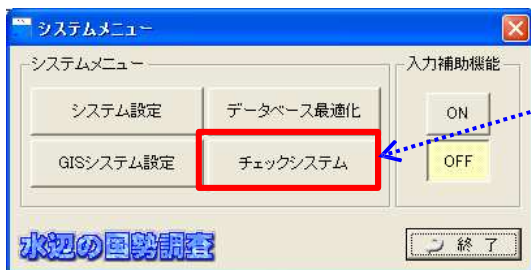 システムメニュー
システムメニュー
入力補助機能
システム設定
データベース最適化
ON
GISシステム設定
チェックシステム
OFF
水辺の国勢調査
終 了